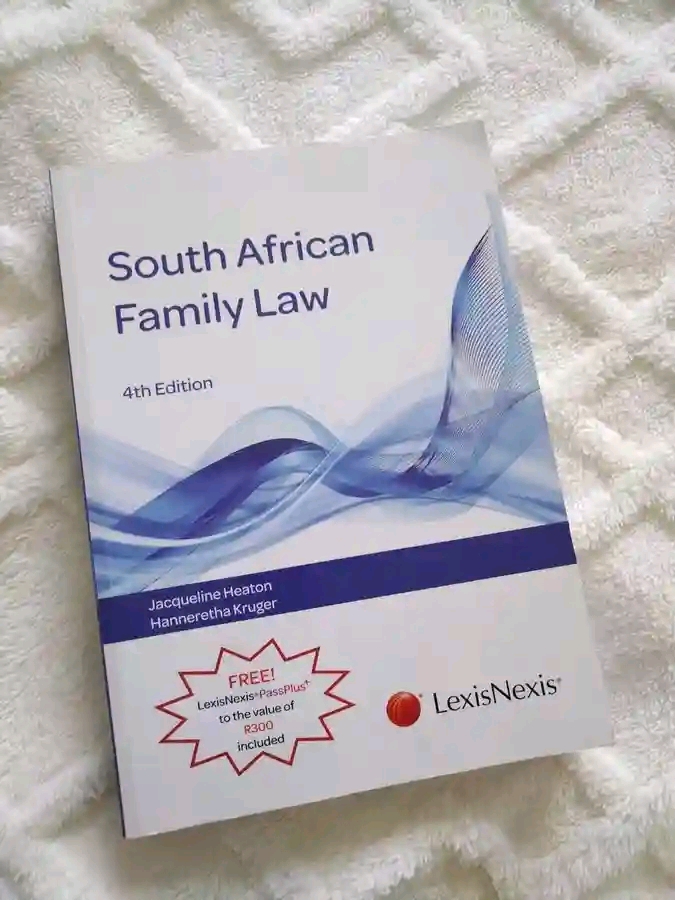 South African
Family Law
4th Edition
Jacqueline Heaton
Hanneretha Kruger
FREE!
LexisNexis®PassPlus†
to the value of
R300
included
LexisNexis®